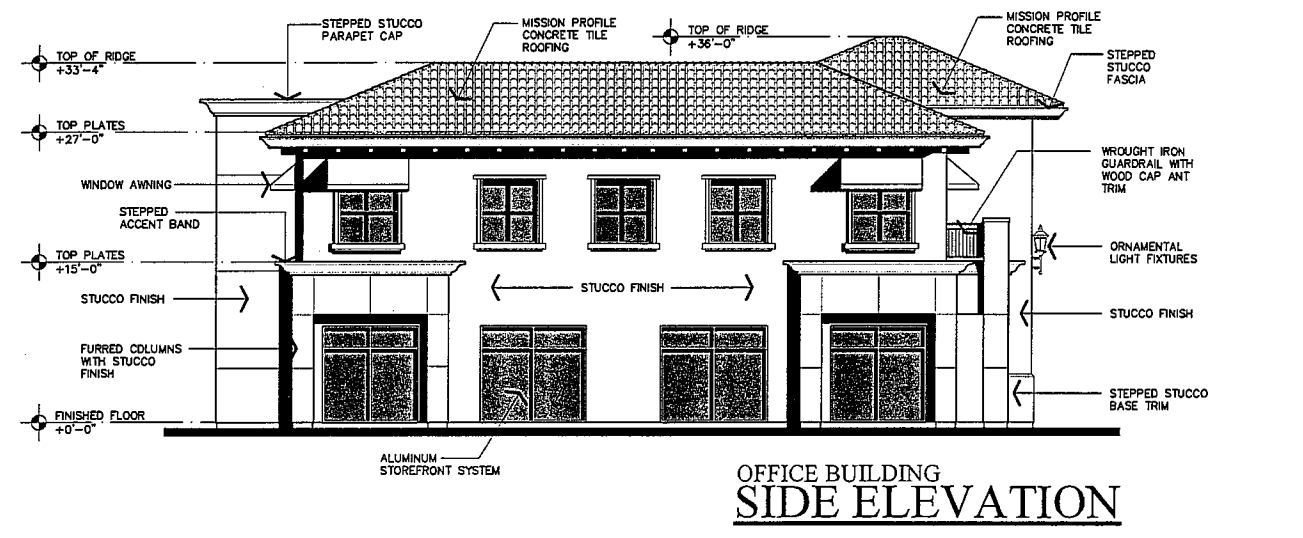 STEPPED STUCCO
PARAPET CAP
MISSION PROFILE
CONCRETE TILE
ROOFING
TOP OF RIDGE
+36'-0"
MISSION PROFILE
CONCRETE TILE
ROOFING
TOP OF RIDGE
+33'-4"
STEPPED
STUCCO
FASCIA
TOP PLATES
+27'-0"
WROUGHT IRON
GUARDRAIL WITH
WOOD CAP ANT
TRIM
WINDOW AWNING
STEPPED
ACCENT BAND
TOP PLATES
+15'-0"
ORNAMENTAL
LIGHT FIXTURES
STUCCO FINISH
STUCCO FINISH
STUCCO FINISH
FURRED COLUMNS
WITH STUCCO
FINISH
STEPPED STUCCO
BASE TRIM
FINISHED FLOOR
+0'-0"
ALUMINUM
STOREFRONT SYSTEM
OFFICE BUILDING
SIDE ELEVATION